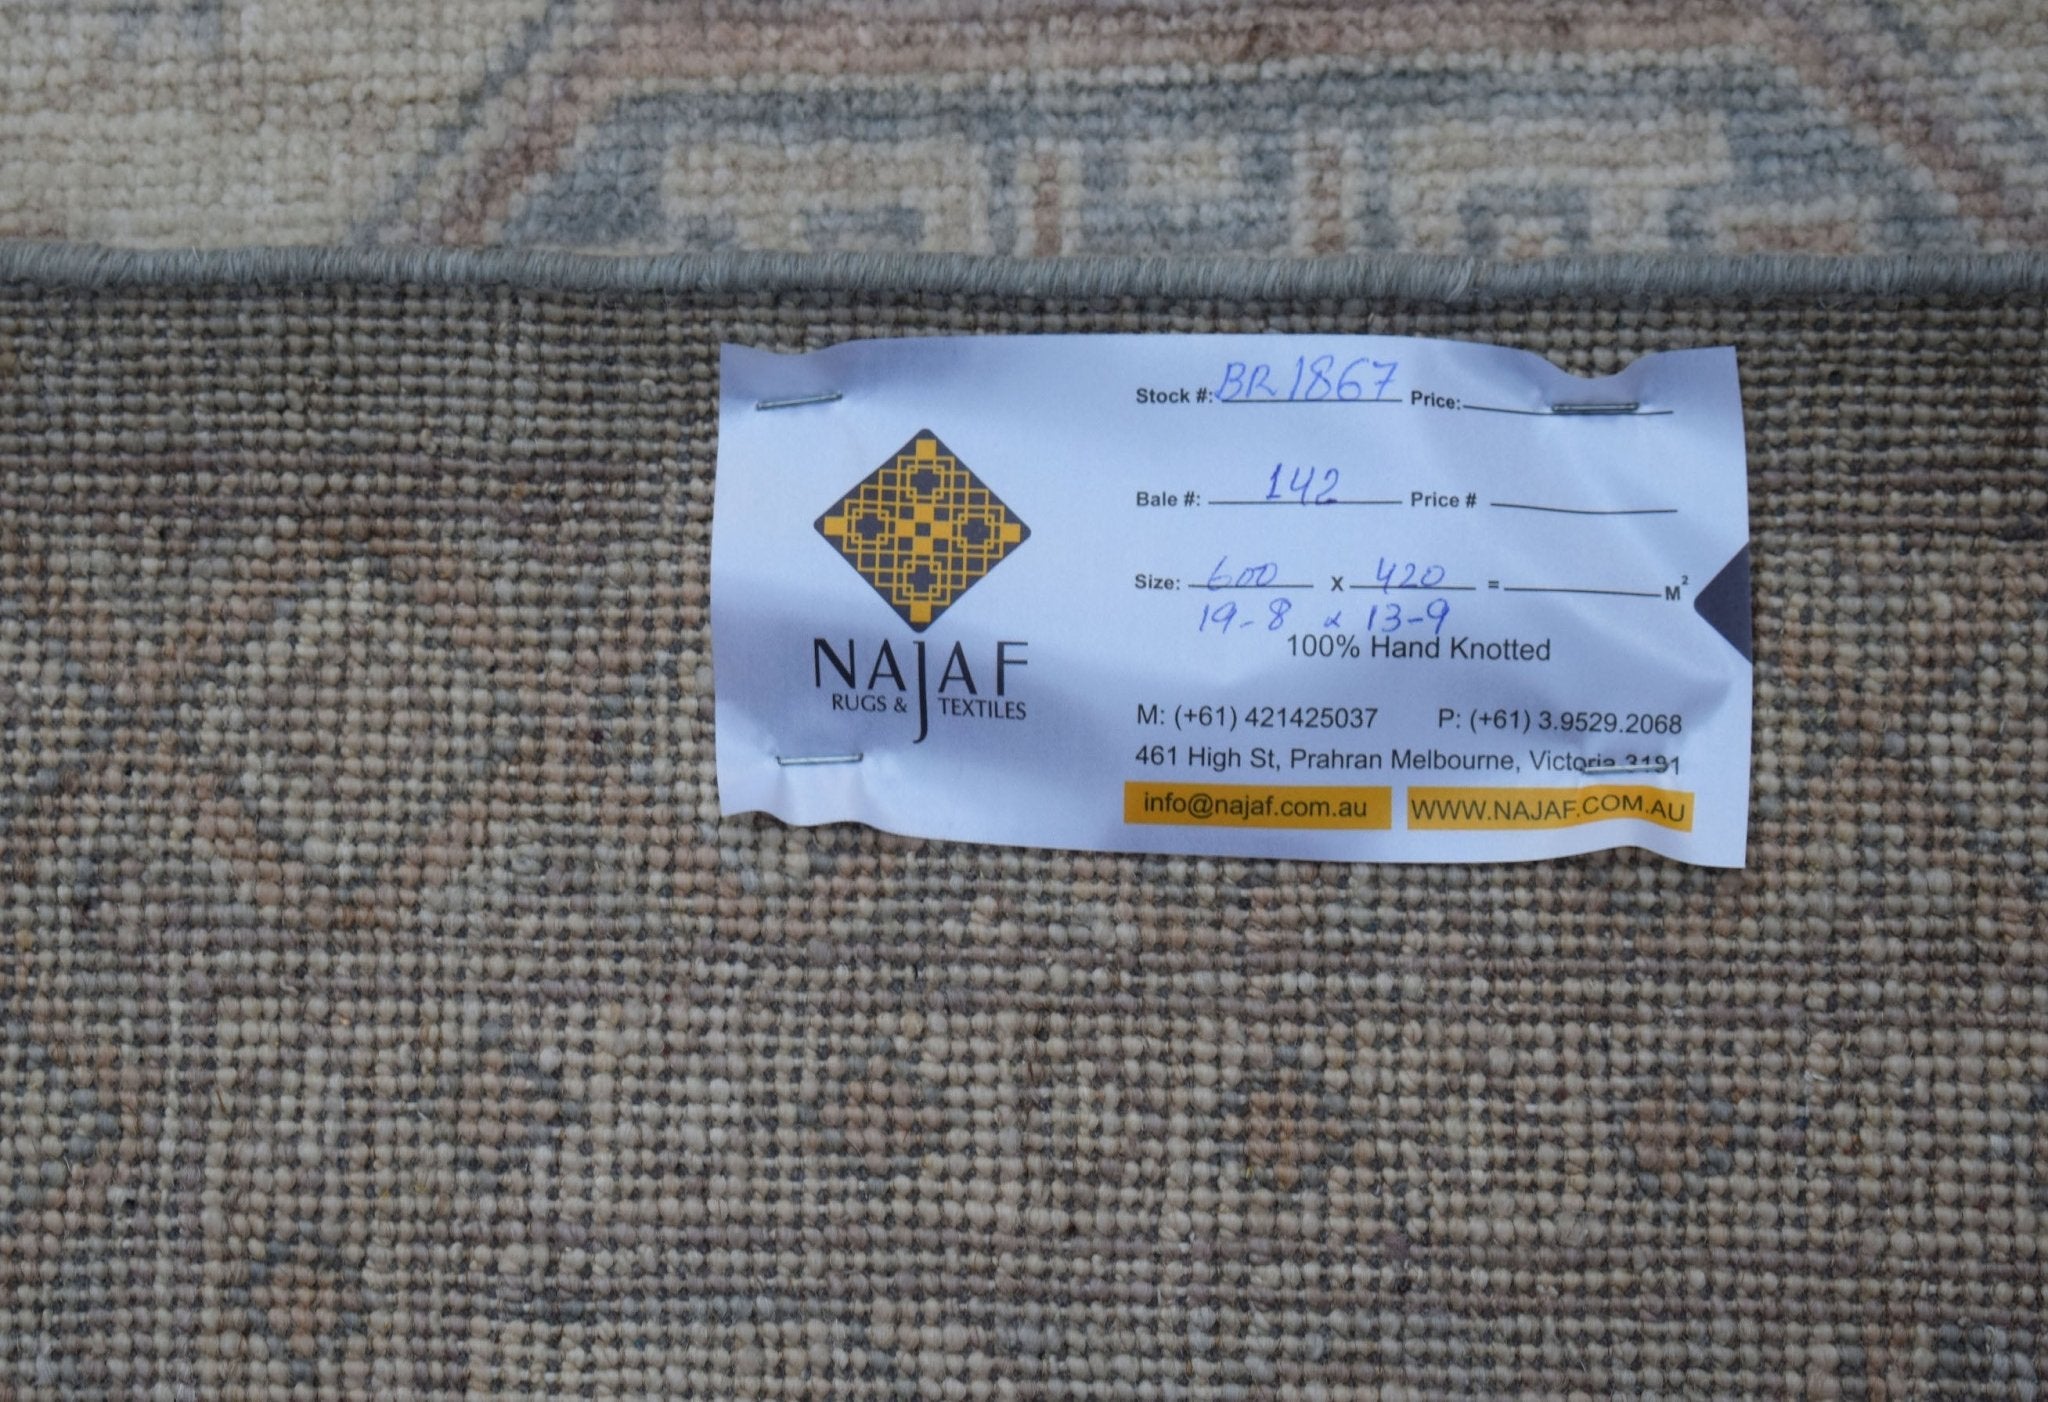 NAJAF
RUGS & TEXTILES
Stock #: BR1867 Price:
Bale #: 142 Price #
Size: 600 X 420 = M²
19-8 x 13-9
100% Hand Knotted
M: (+61) 421425037 P: (+61) 3.9529.2068
461 High St, Prahran Melbourne, Victoria 3191
info@najaf.com.au WWW.NAJAF.COM.AU